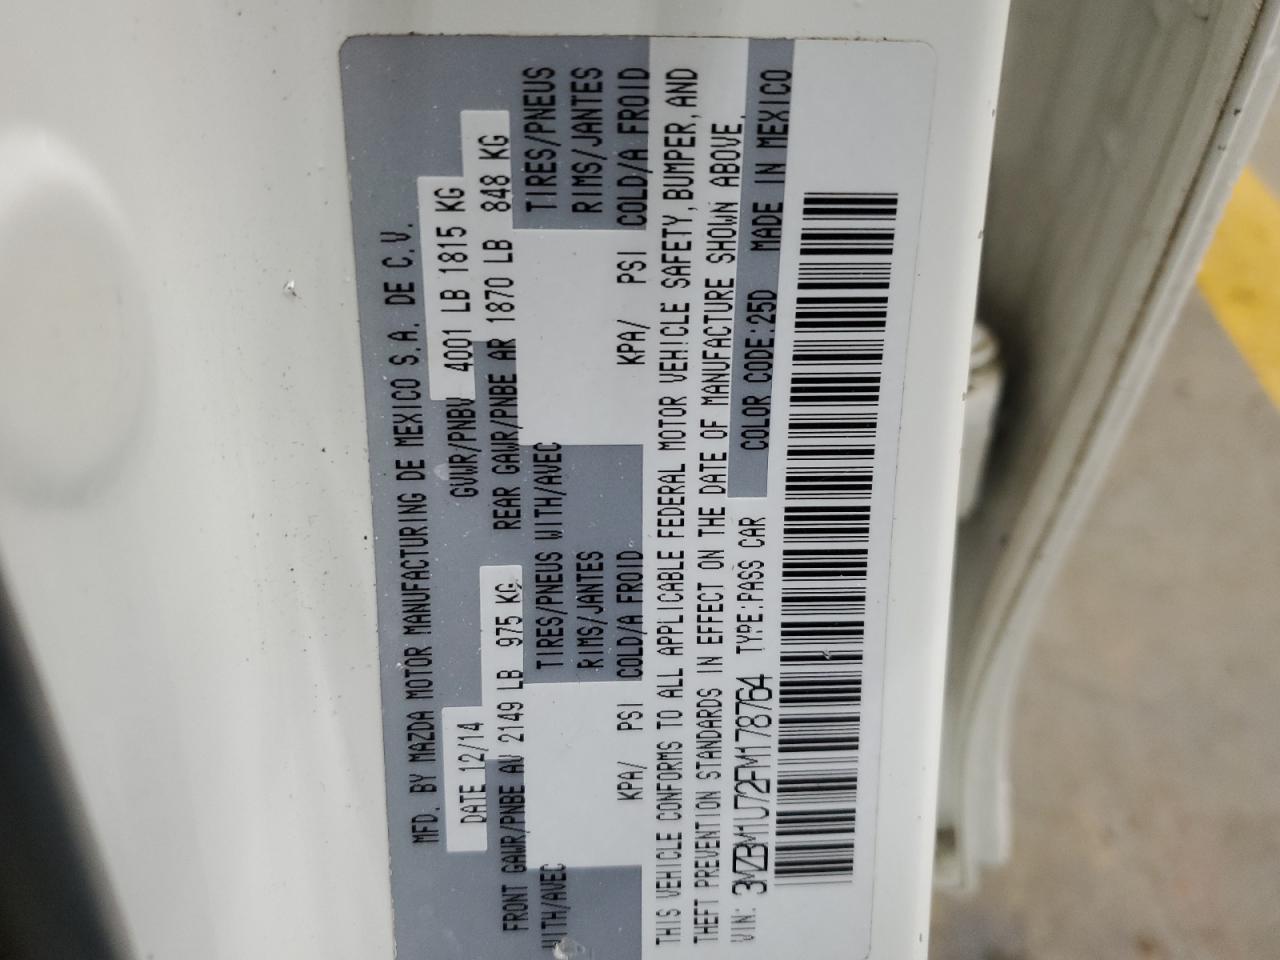 MFD. BY MAZDA MOTOR MANUFACTURING DE MEXICO S.A. DE C.V.
DATE 12/14 GVWR/PNBV 4001 LB 1815 KG
FRONT GAWR/PNBE AV 2149 LB 975 KG REAR GAWR/PNBE AR 1870 LB 848 KG
WITH/AVEC TIRES/PNEUS WITH/AVEC TIRES/PNEUS
RIMS/JANTES RIMS/JANTES
KPA/ PSI COLD/A FROID KPA/ PSI COLD/A FROID
THIS VEHICLE CONFORMS TO ALL APPLICABLE FEDERAL MOTOR VEHICLE SAFETY, BUMPER, AND
THEFT PREVENTION STANDARDS IN EFFECT ON THE DATE OF MANUFACTURE SHOWN ABOVE.
VIN: 3MZBM1U72FM178764 TYPE:PASS CAR COLOR CODE:25D MADE IN MEXICO